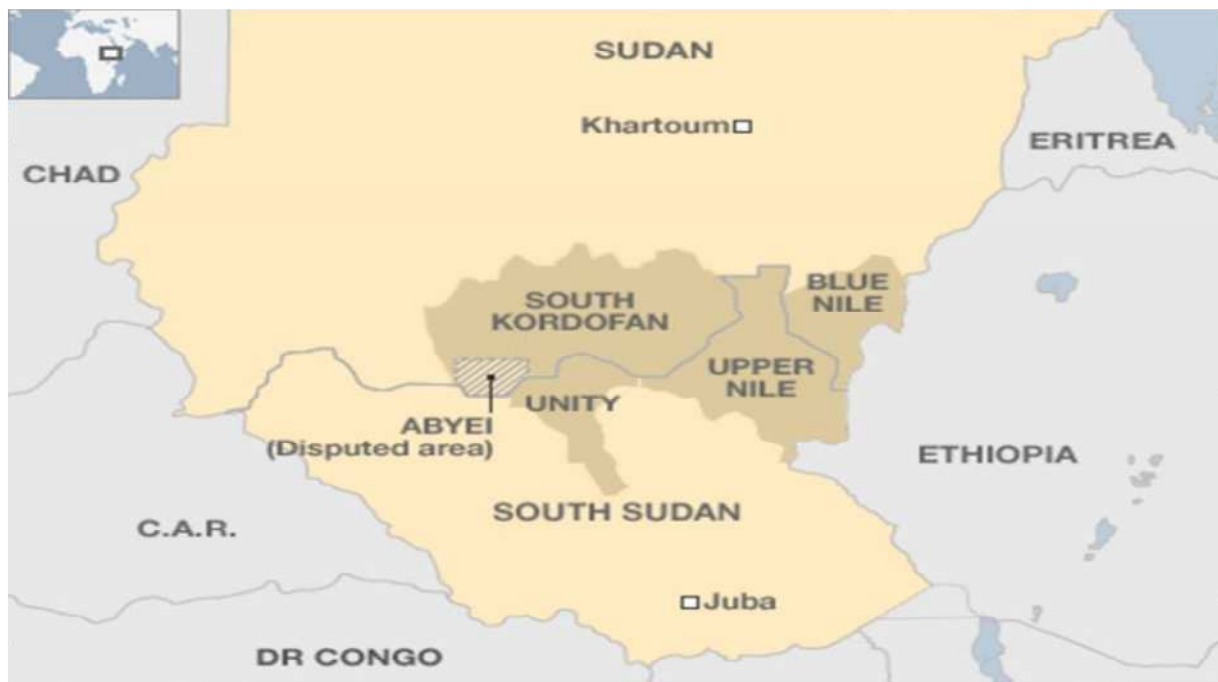 SUDAN
Khartoum
ERITREA
CHAD
BLUE
NILE
SOUTH
KORDOFAN
UPPER
NILE
UNITY
ABYEI
(Disputed area)
ETHIOPIA
SOUTH SUDAN
C.A.R.
Juba
DR CONGO